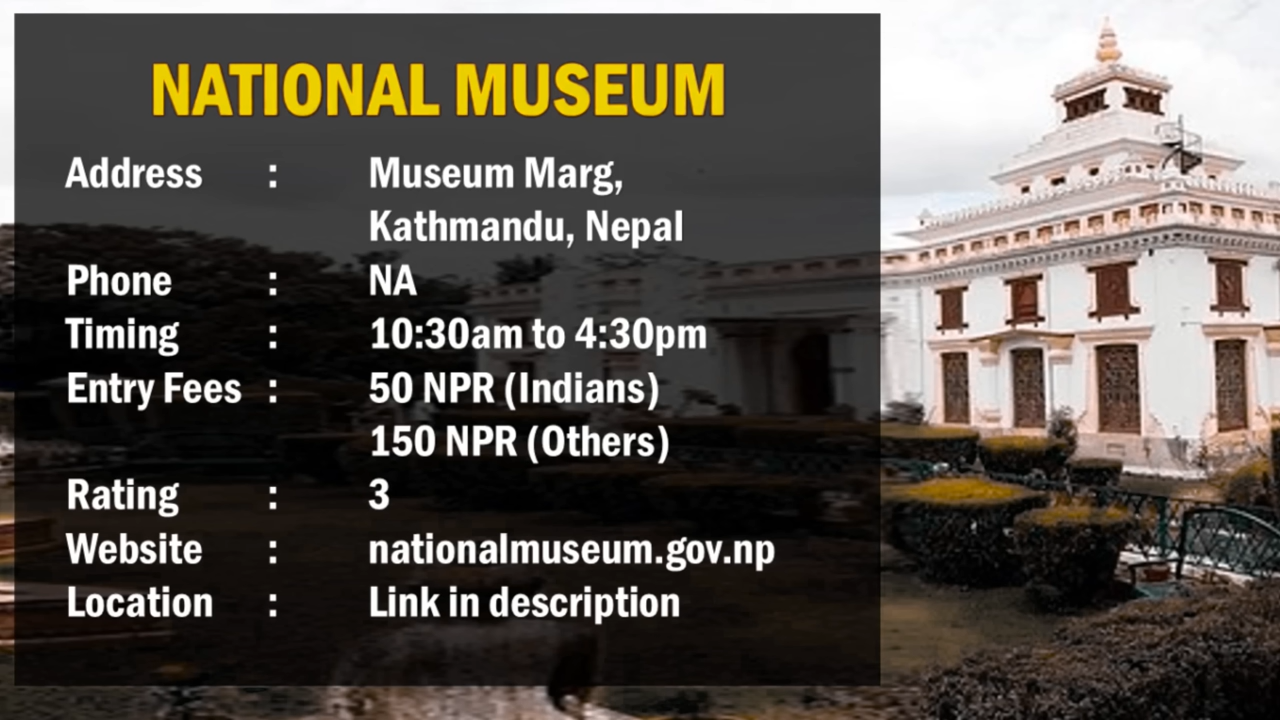 NATIONAL MUSEUM
Address : Museum Marg,
Kathmandu, Nepal
Phone : NA
Timing : 10:30am to 4:30pm
Entry Fees : 50 NPR (Indians)
150 NPR (Others)
Rating : 3
Website : nationalmuseum.gov.np
Location : Link in description